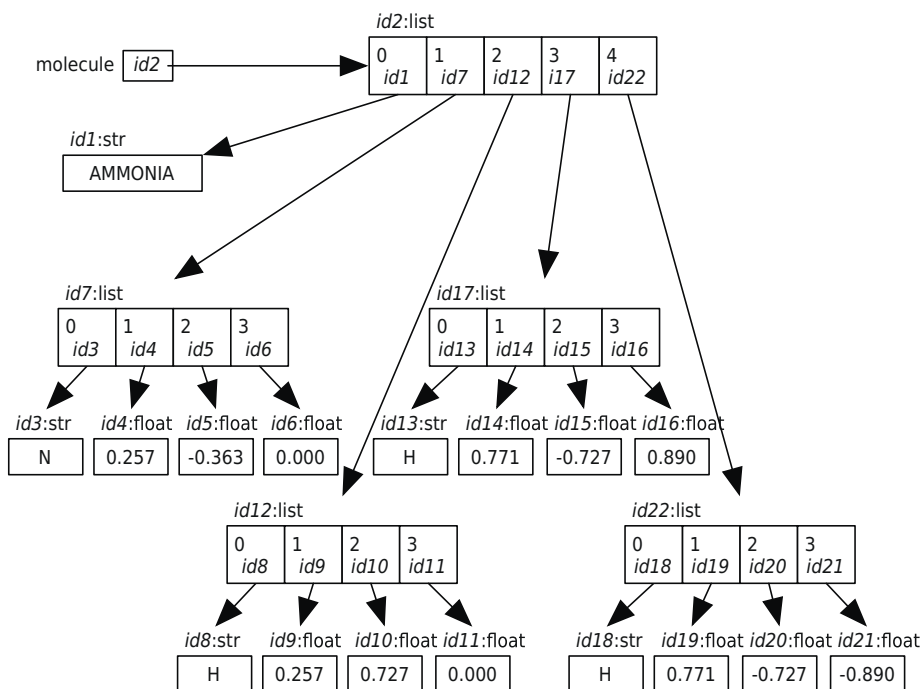 id2:list
molecule id2
0 1 2 3 4
id1 id7 id12 i17 id22
id1:str
AMMONIA
id7:list
0 1 2 3
id3 id4 id5 id6
id3:str id4:float id5:float id6:float
N 0.257 -0.363 0.000
id17:list
0 1 2 3
id13 id14 id15 id16
id13:str id14:float id15:float id16:float
H 0.771 -0.727 0.890
id12:list
0 1 2 3
id8 id9 id10 id11
id8:str id9:float id10:float id11:float
H 0.257 0.727 0.000
id22:list
0 1 2 3
id18 id19 id20 id21
id18:str id19:float id20:float id21:float
H 0.771 -0.727 -0.890